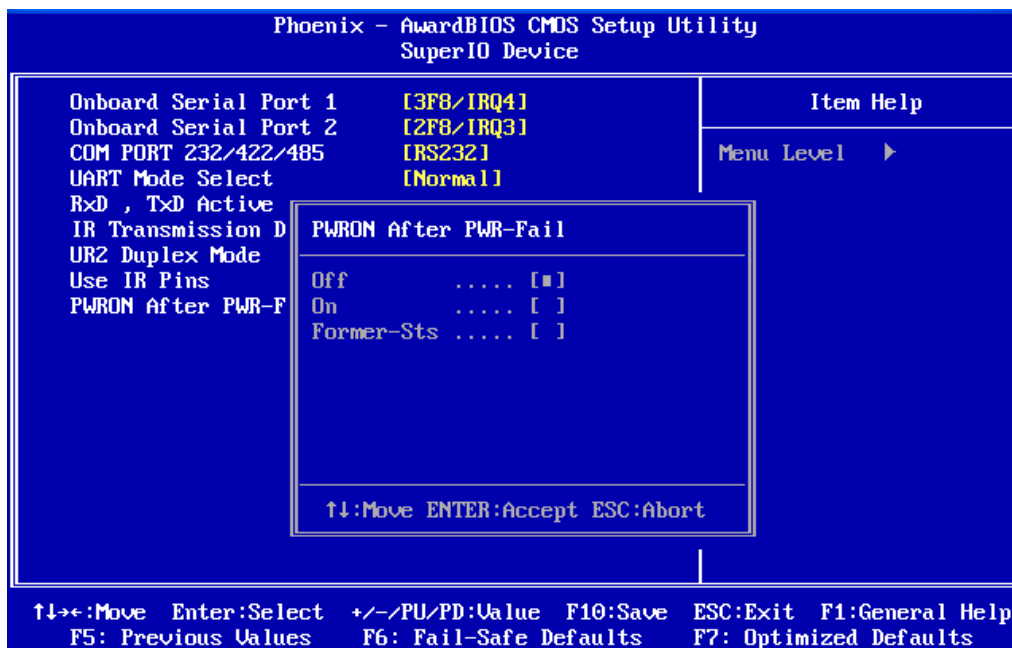 Phoenix - AwardBIOS CMOS Setup Utility
SuperIO Device
Onboard Serial Port 1 [3F8/IRQ4]
Onboard Serial Port 2 [2F8/IRQ3]
COM PORT 232/422/485 [RS232]
UART Mode Select [Normal]
RxD , TxD Active
IR Transmission D
UR2 Duplex Mode
Use IR Pins
PWRON After PWR-F
Item Help
Menu Level ▶
PWRON After PWR-Fail
Off ..... [■]
On ..... [ ]
Former-Sts ..... [ ]
↑↓:Move ENTER:Accept ESC:Abort
↑↓→←:Move Enter:Select +/-/PU/PD:Value F10:Save ESC:Exit F1:General Help
F5: Previous Values F6: Fail-Safe Defaults F7: Optimized Defaults